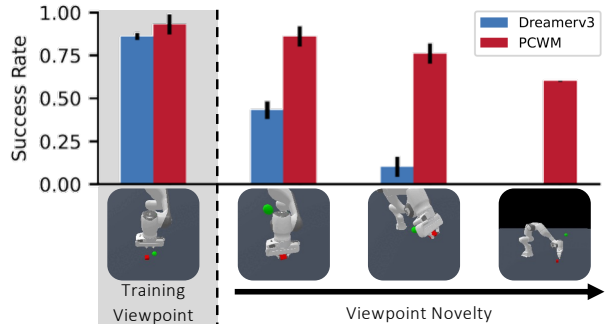 Success Rate
1.00
0.75
0.50
0.25
0.00
Dreamerv3
PCWM
Training
Viewpoint
Viewpoint Novelty